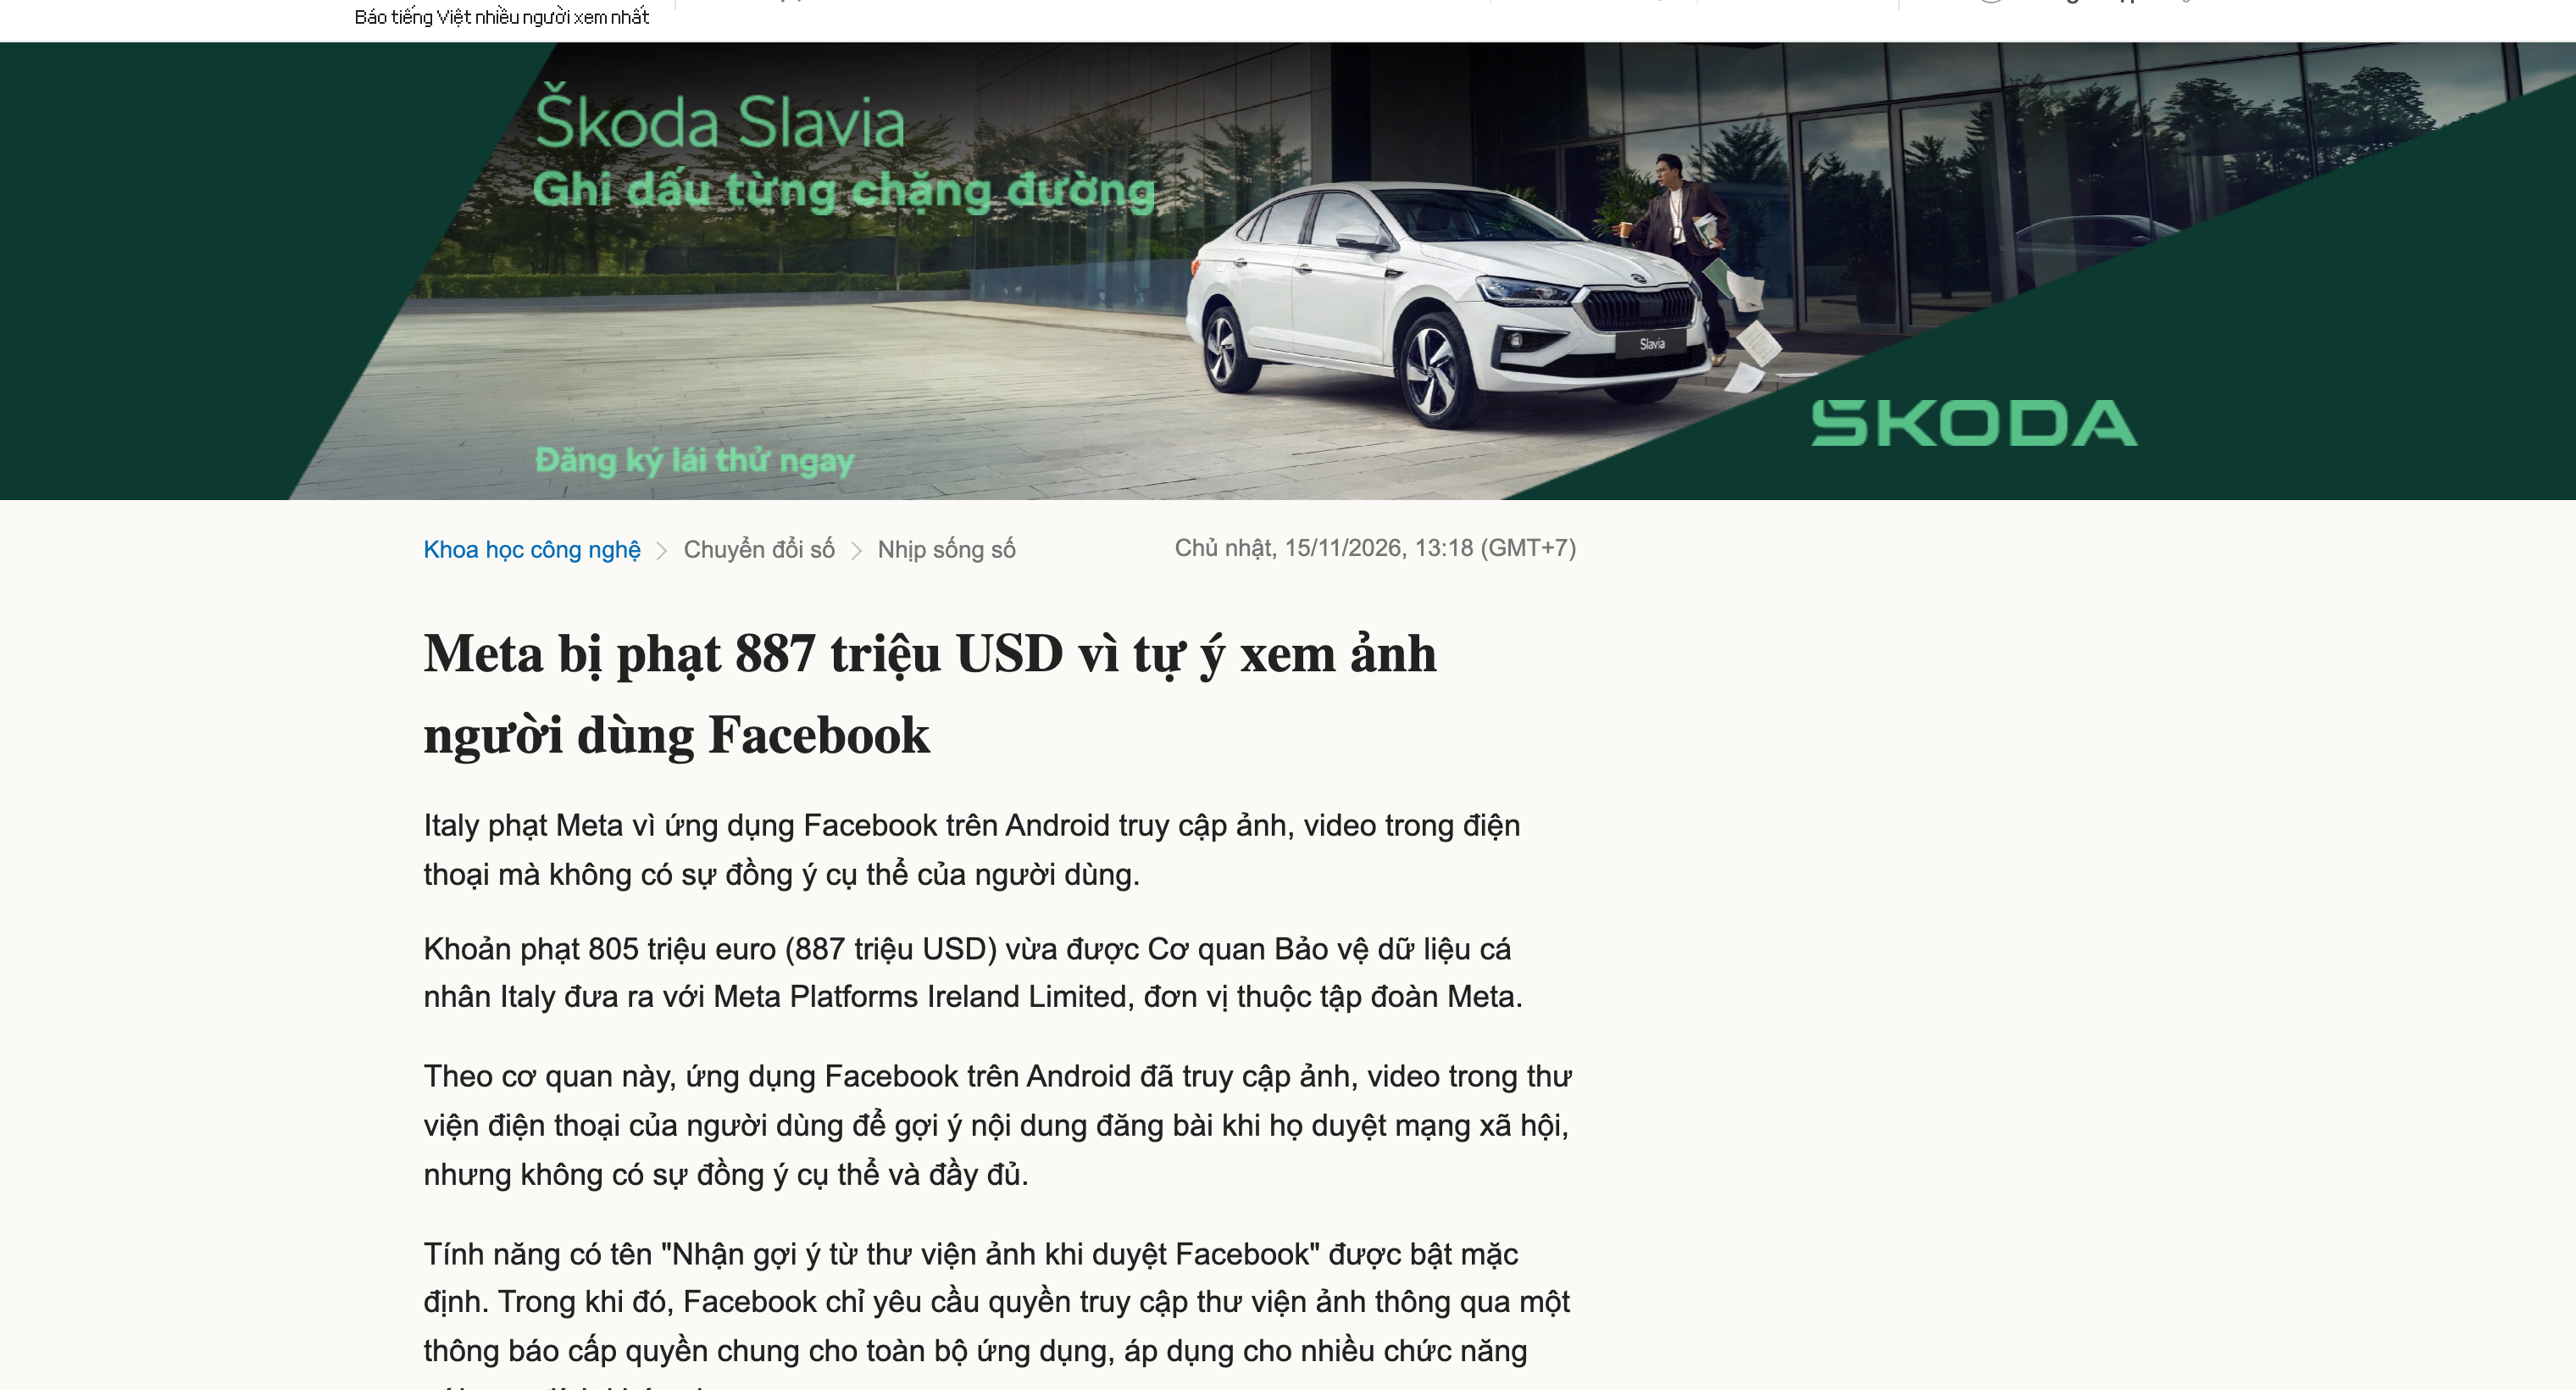 Báo tiếng Việt nhiều người xem nhất
Škoda Slavia
Ghi dấu từng chặng đường
Slavia
Đăng ký lái thử ngay
ŠKODA
Khoa học công nghệ > Chuyển đổi số > Nhịp sống số
Chủ nhật, 15/11/2026, 13:18 (GMT+7)
Meta bị phạt 887 triệu USD vì tự ý xem ảnh
người dùng Facebook
Italy phạt Meta vì ứng dụng Facebook trên Android truy cập ảnh, video trong điện
thoại mà không có sự đồng ý cụ thể của người dùng.
Khoản phạt 805 triệu euro (887 triệu USD) vừa được Cơ quan Bảo vệ dữ liệu cá
nhân Italy đưa ra với Meta Platforms Ireland Limited, đơn vị thuộc tập đoàn Meta.
Theo cơ quan này, ứng dụng Facebook trên Android đã truy cập ảnh, video trong thư
viện điện thoại của người dùng để gợi ý nội dung đăng bài khi họ duyệt mạng xã hội,
nhưng không có sự đồng ý cụ thể và đầy đủ.
Tính năng có tên "Nhận gợi ý từ thư viện ảnh khi duyệt Facebook" được bật mặc
định. Trong khi đó, Facebook chỉ yêu cầu quyền truy cập thư viện ảnh thông qua một
thông báo cấp quyền chung cho toàn bộ ứng dụng, áp dụng cho nhiều chức năng